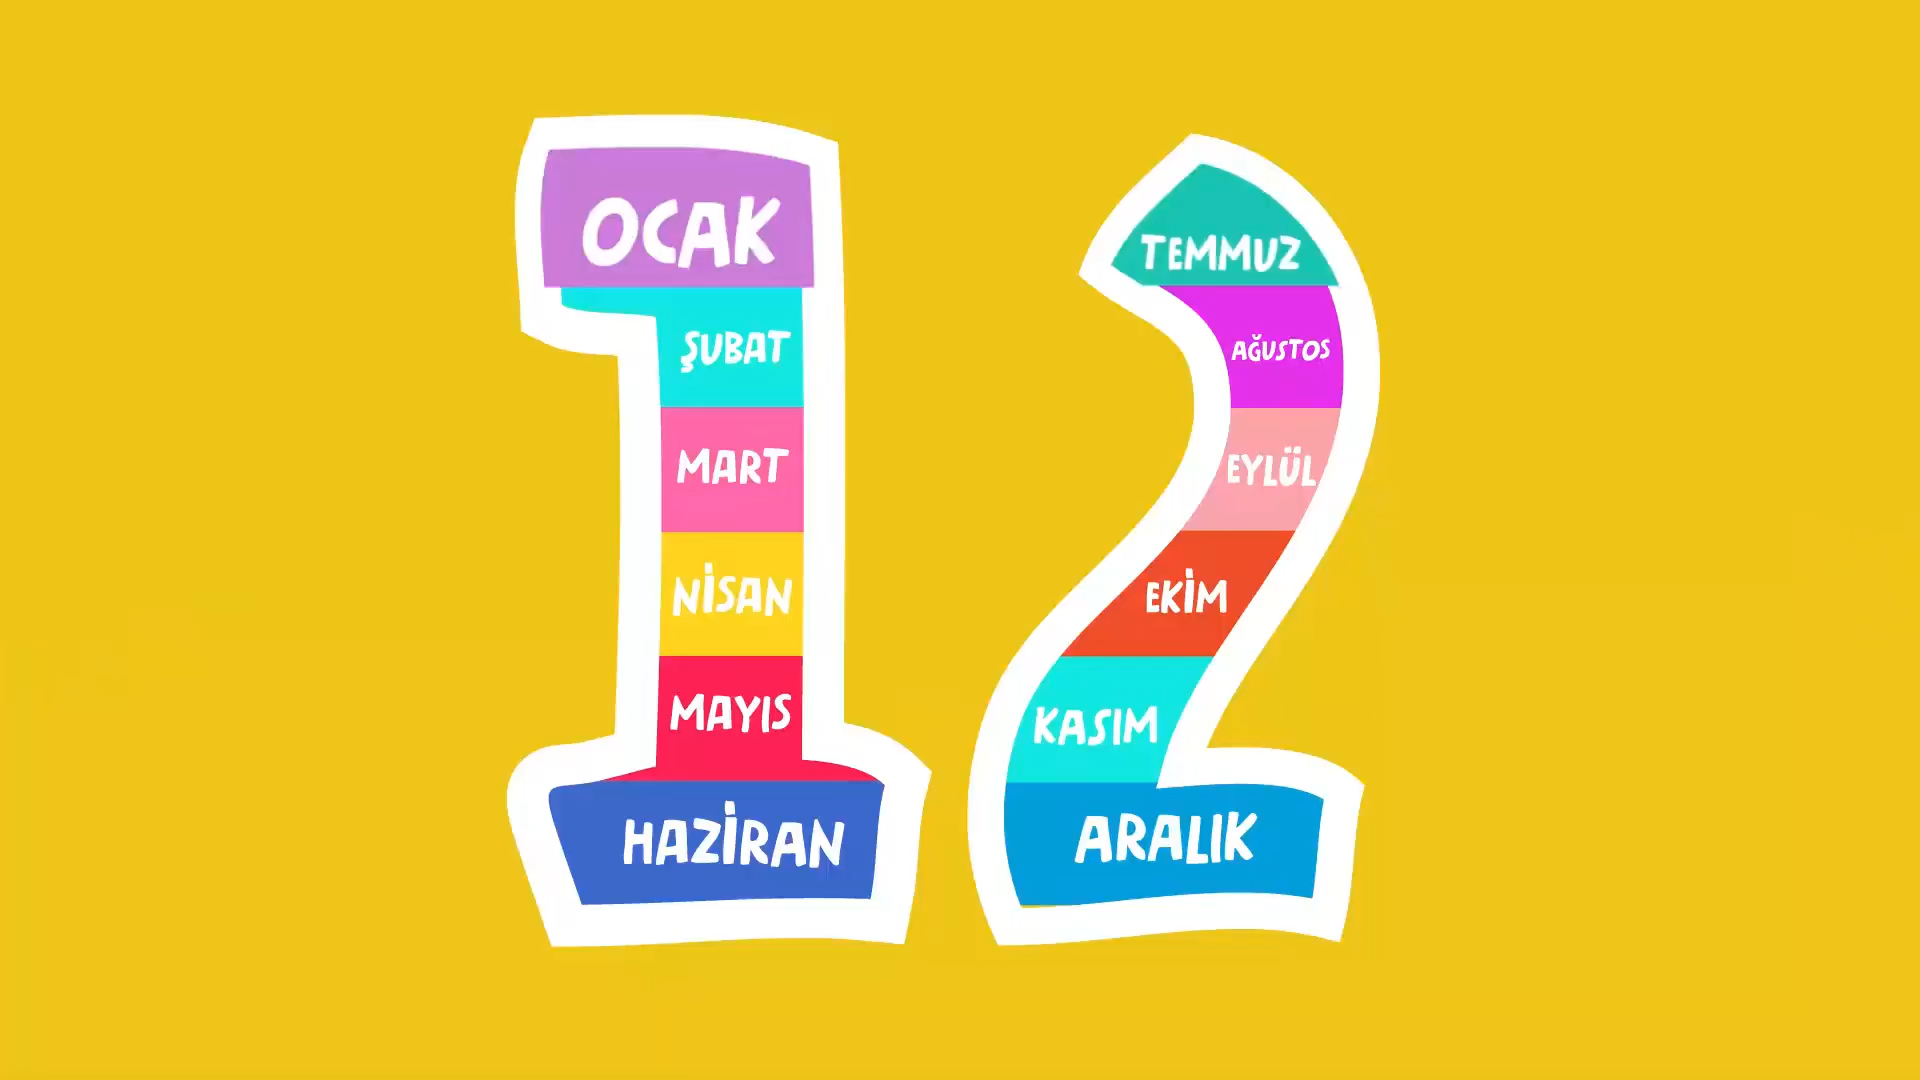 OCAK
ŞUBAT
MART
NİSAN
MAYIS
HAZİRAN
TEMMUZ
AĞUSTOS
EYLÜL
EKİM
KASIM
ARALIK